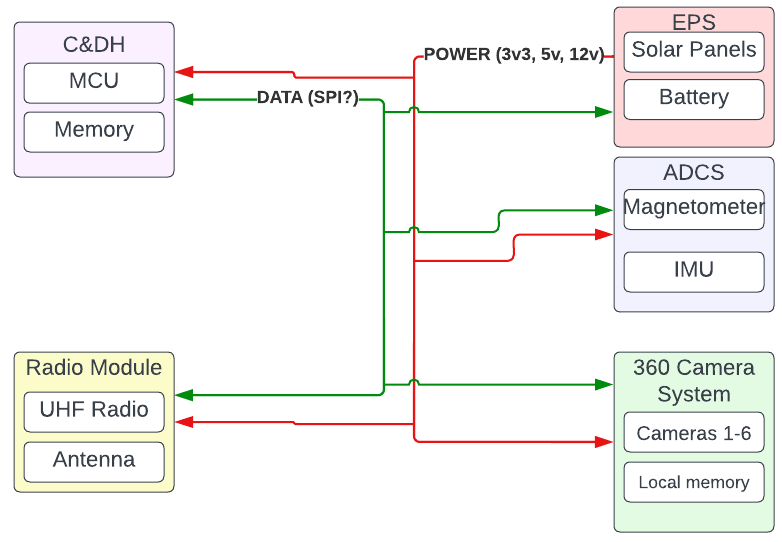 C&DH
MCU
Memory
DATA (SPI?)
POWER (3v3, 5v, 12v)
EPS
Solar Panels
Battery
ADCS
Magnetometer
IMU
Radio Module
UHF Radio
Antenna
360 Camera
System
Cameras 1-6
Local memory